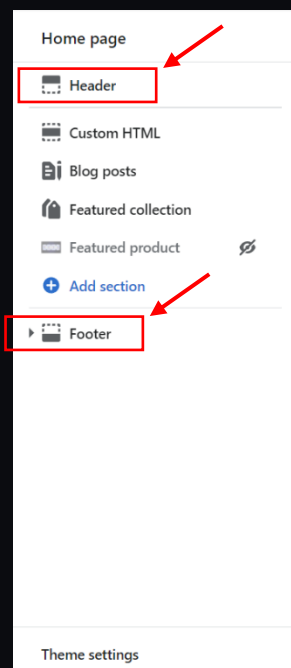 Home page
Header
Custom HTML
Blog posts
Featured collection
Featured product
Add section
Footer
Theme settings